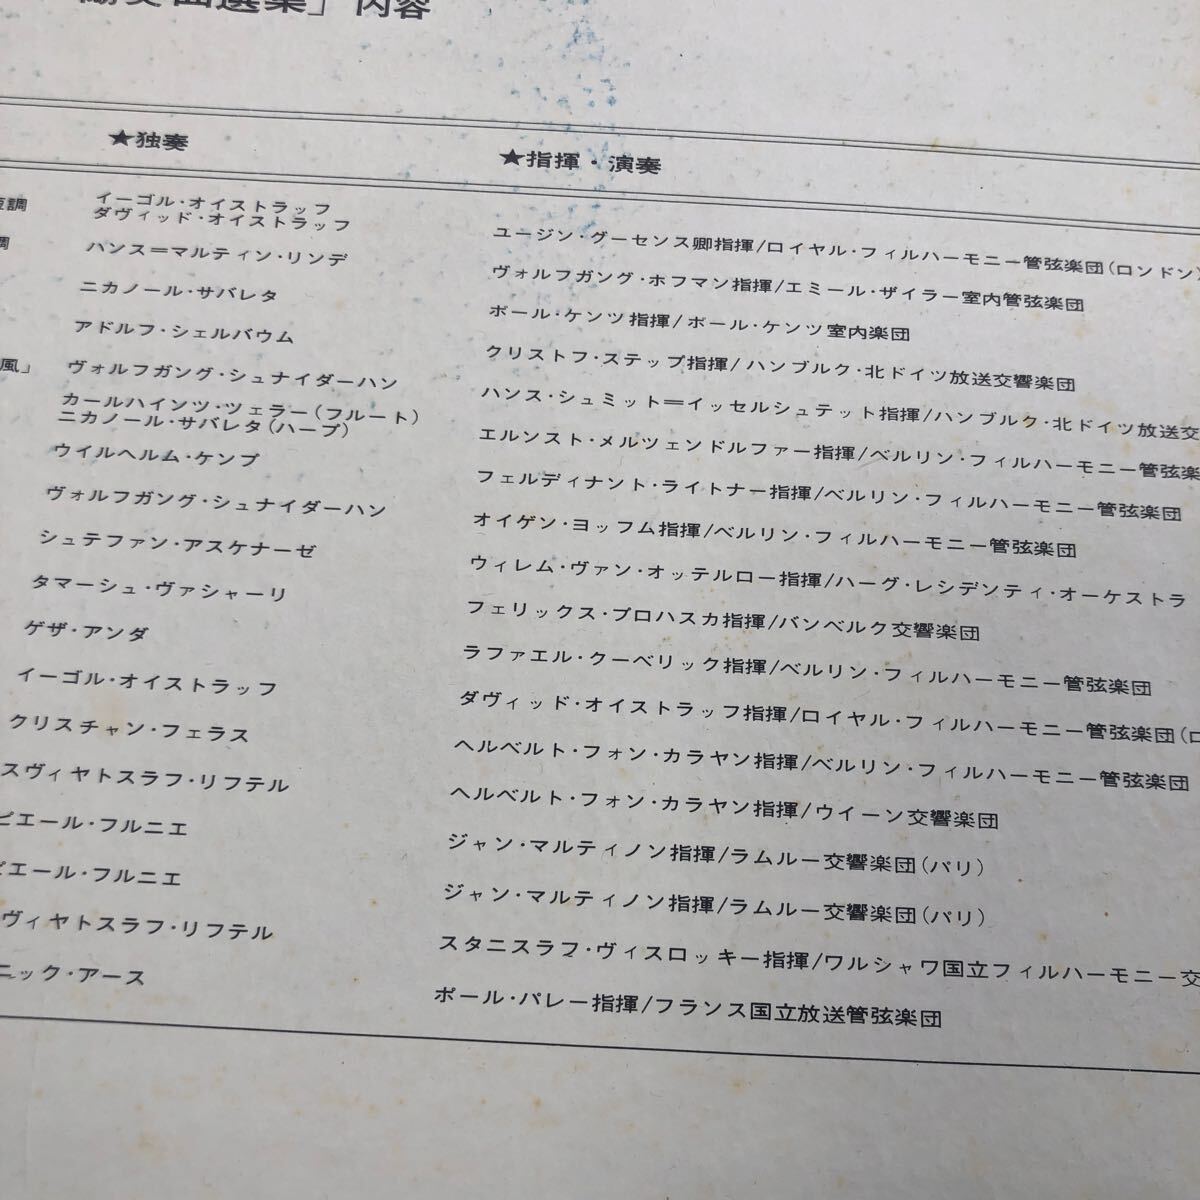 協奏曲選集」内容
★独奏 ★指揮・演奏
短調 イーゴル・オイストラッフ
ダヴィッド・オイストラッフ ユージン・グーセンス卿指揮/ロイヤル・フィルハーモニー管弦楽団(ロンドン)
調 ハンス=マルティン・リンデ ヴォルフガング・ホフマン指揮/エミール・ザイラー室内管弦楽団
ニカノール・サバレタ ポール・ケンツ指揮/ポール・ケンツ室内楽団
アドルフ・シェルバウム クリストフ・ステップ指揮/ハンブルク・北ドイツ放送交響楽団
風」 ヴォルフガング・シュナイダーハン ハンス・シュミット=イッセルシュテット指揮/ハンブルク・北ドイツ放送交
カールハインツ・ツェラー(フルート)
ニカノール・サバレタ(ハープ) エルンスト・メルツェンドルファー指揮/ベルリン・フィルハーモニー管弦楽
ウイルヘルム・ケンプ フェルディナント・ライトナー指揮/ベルリン・フィルハーモニー管弦楽団
ヴォルフガング・シュナイダーハン オイゲン・ヨッフム指揮/ベルリン・フィルハーモニー管弦楽団
シュテファン・アスケナーゼ ウィレム・ヴァン・オッテルロー指揮/ハーグ・レシデンティ・オーケストラ
タマーシュ・ヴァシャーリ フェリックス・プロハスカ指揮/バンベルク交響楽団
ゲザ・アンダ ラファエル・クーベリック指揮/ベルリン・フィルハーモニー管弦楽団
イーゴル・オイストラッフ ダヴィッド・オイストラッフ指揮/ロイヤル・フィルハーモニー管弦楽団(ロ
クリスチャン・フェラス ヘルベルト・フォン・カラヤン指揮/ベルリン・フィルハーモニー管弦楽団
スヴィヤトスラフ・リフテル ヘルベルト・フォン・カラヤン指揮/ウイーン交響楽団
ピエール・フルニエ ジャン・マルティノン指揮/ラムルー交響楽団(パリ)
ピエール・フルニエ ジャン・マルティノン指揮/ラムルー交響楽団(パリ)
ヴィヤトスラフ・リフテル スタニスラフ・ヴィスロッキー指揮/ワルシャワ国立フィルハーモニー交
ニック・アース ポール・パレー指揮/フランス国立放送管弦楽団